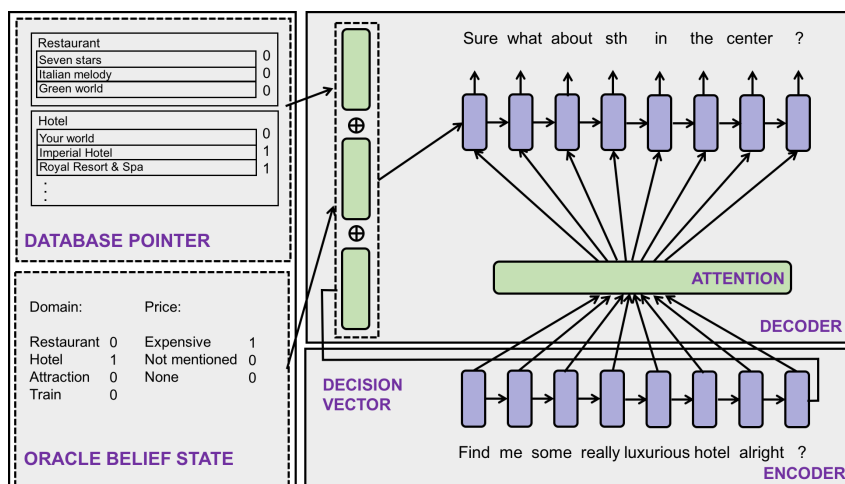 Restaurant
Seven stars 0
Italian melody 0
Green world 0
Hotel
Your world 0
Imperial Hotel 1
Royal Resort & Spa 1
DATABASE POINTER
Domain: Price:
Restaurant 0 Expensive 1
Hotel 1 Not mentioned 0
Attraction 0 None 0
Train 0
ORACLE BELIEF STATE
Sure what about sth in the center ?
ATTENTION
DECODER
DECISION
VECTOR
Find me some really luxurious hotel alright ?
ENCODER